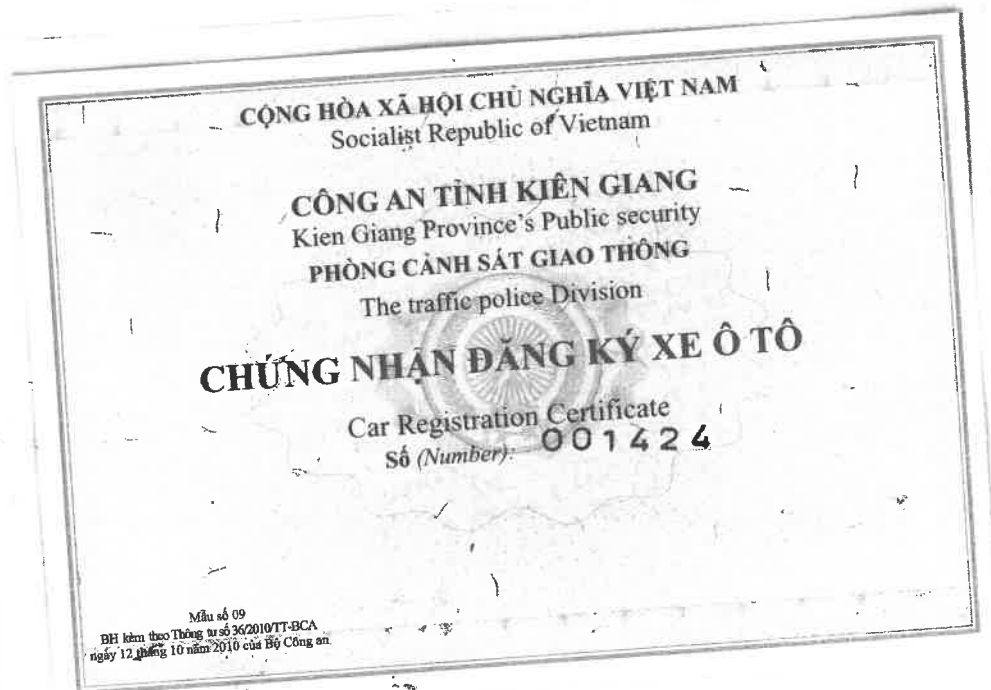 CỘNG HÒA XÃ HỘI CHỦ NGHĨA VIỆT NAM
Socialist Republic of Vietnam
CÔNG AN TỈNH KIÊN GIANG
Kien Giang Province's Public security
PHÒNG CẢNH SÁT GIAO THÔNG
The traffic police Division
CHỨNG NHẬN ĐĂNG KÝ XE Ô TÔ
Car Registration Certificate
Số (Number): 001424
Mẫu số 09
BH kèm theo Thông tư số 36/2010/TT-BCA
ngày 12 tháng 10 năm 2010 của Bộ Công an.